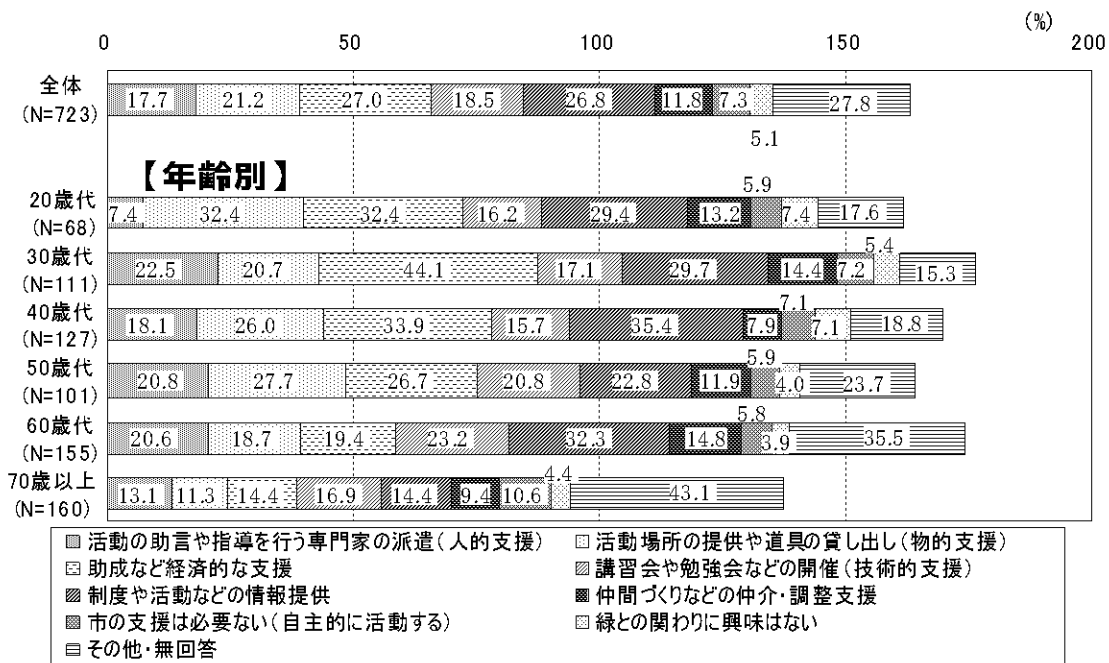 (%)
0 50 100 150 200
全体 (N=723) 17.7 21.2 27.0 18.5 26.8 11.8 7.3 5.1 27.8
【年齢別】
20歳代 (N=68) 7.4 32.4 32.4 16.2 29.4 13.2 5.9 7.4 17.6
30歳代 (N=111) 22.5 20.7 44.1 17.1 29.7 14.4 7.2 5.4 15.3
40歳代 (N=127) 18.1 26.0 33.9 15.7 35.4 7.9 7.1 7.1 18.8
50歳代 (N=101) 20.8 27.7 26.7 20.8 22.8 11.9 5.9 4.0 23.7
60歳代 (N=155) 20.6 18.7 19.4 23.2 32.3 14.8 5.8 3.9 35.5
70歳以上 (N=160) 13.1 11.3 14.4 16.9 14.4 9.4 10.6 4.4 43.1
活動の助言や指導を行う専門家の派遣(人的支援) 活動場所の提供や道具の貸し出し(物的支援)
助成など経済的な支援 講習会や勉強会などの開催(技術的支援)
制度や活動などの情報提供 仲間づくりなどの仲介・調整支援
市の支援は必要ない(自主的に活動する) 緑との関わりに興味はない
その他・無回答